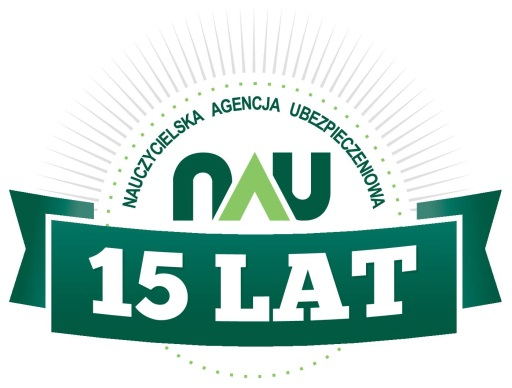 NAUCZYCIELSKA AGENCJA UBEZPIECZENIOWA
NAU
15 LAT